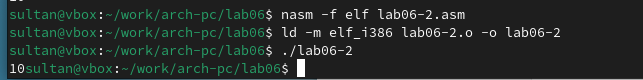 sultan@vbox:~/work/arch-pc/lab06$ nasm -f elf lab06-2.asm
sultan@vbox:~/work/arch-pc/lab06$ ld -m elf_i386 lab06-2.o -o lab06-2
sultan@vbox:~/work/arch-pc/lab06$ ./lab06-2
10sultan@vbox:~/work/arch-pc/lab06$